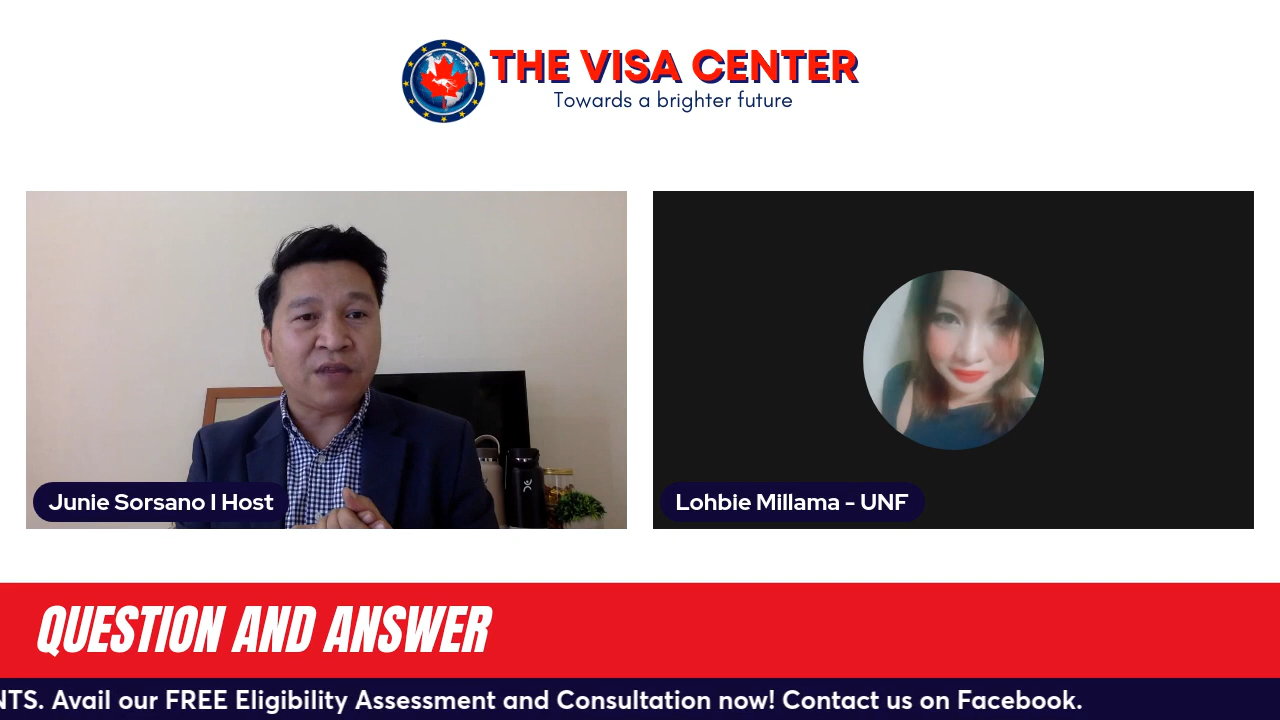 THE VISA CENTER
Towards a brighter future
Junie Sorsano I Host
Lohbie Millama - UNF
QUESTION AND ANSWER
NTS. Avail our FREE Eligibility Assessment and Consultation now! Contact us on Facebook.